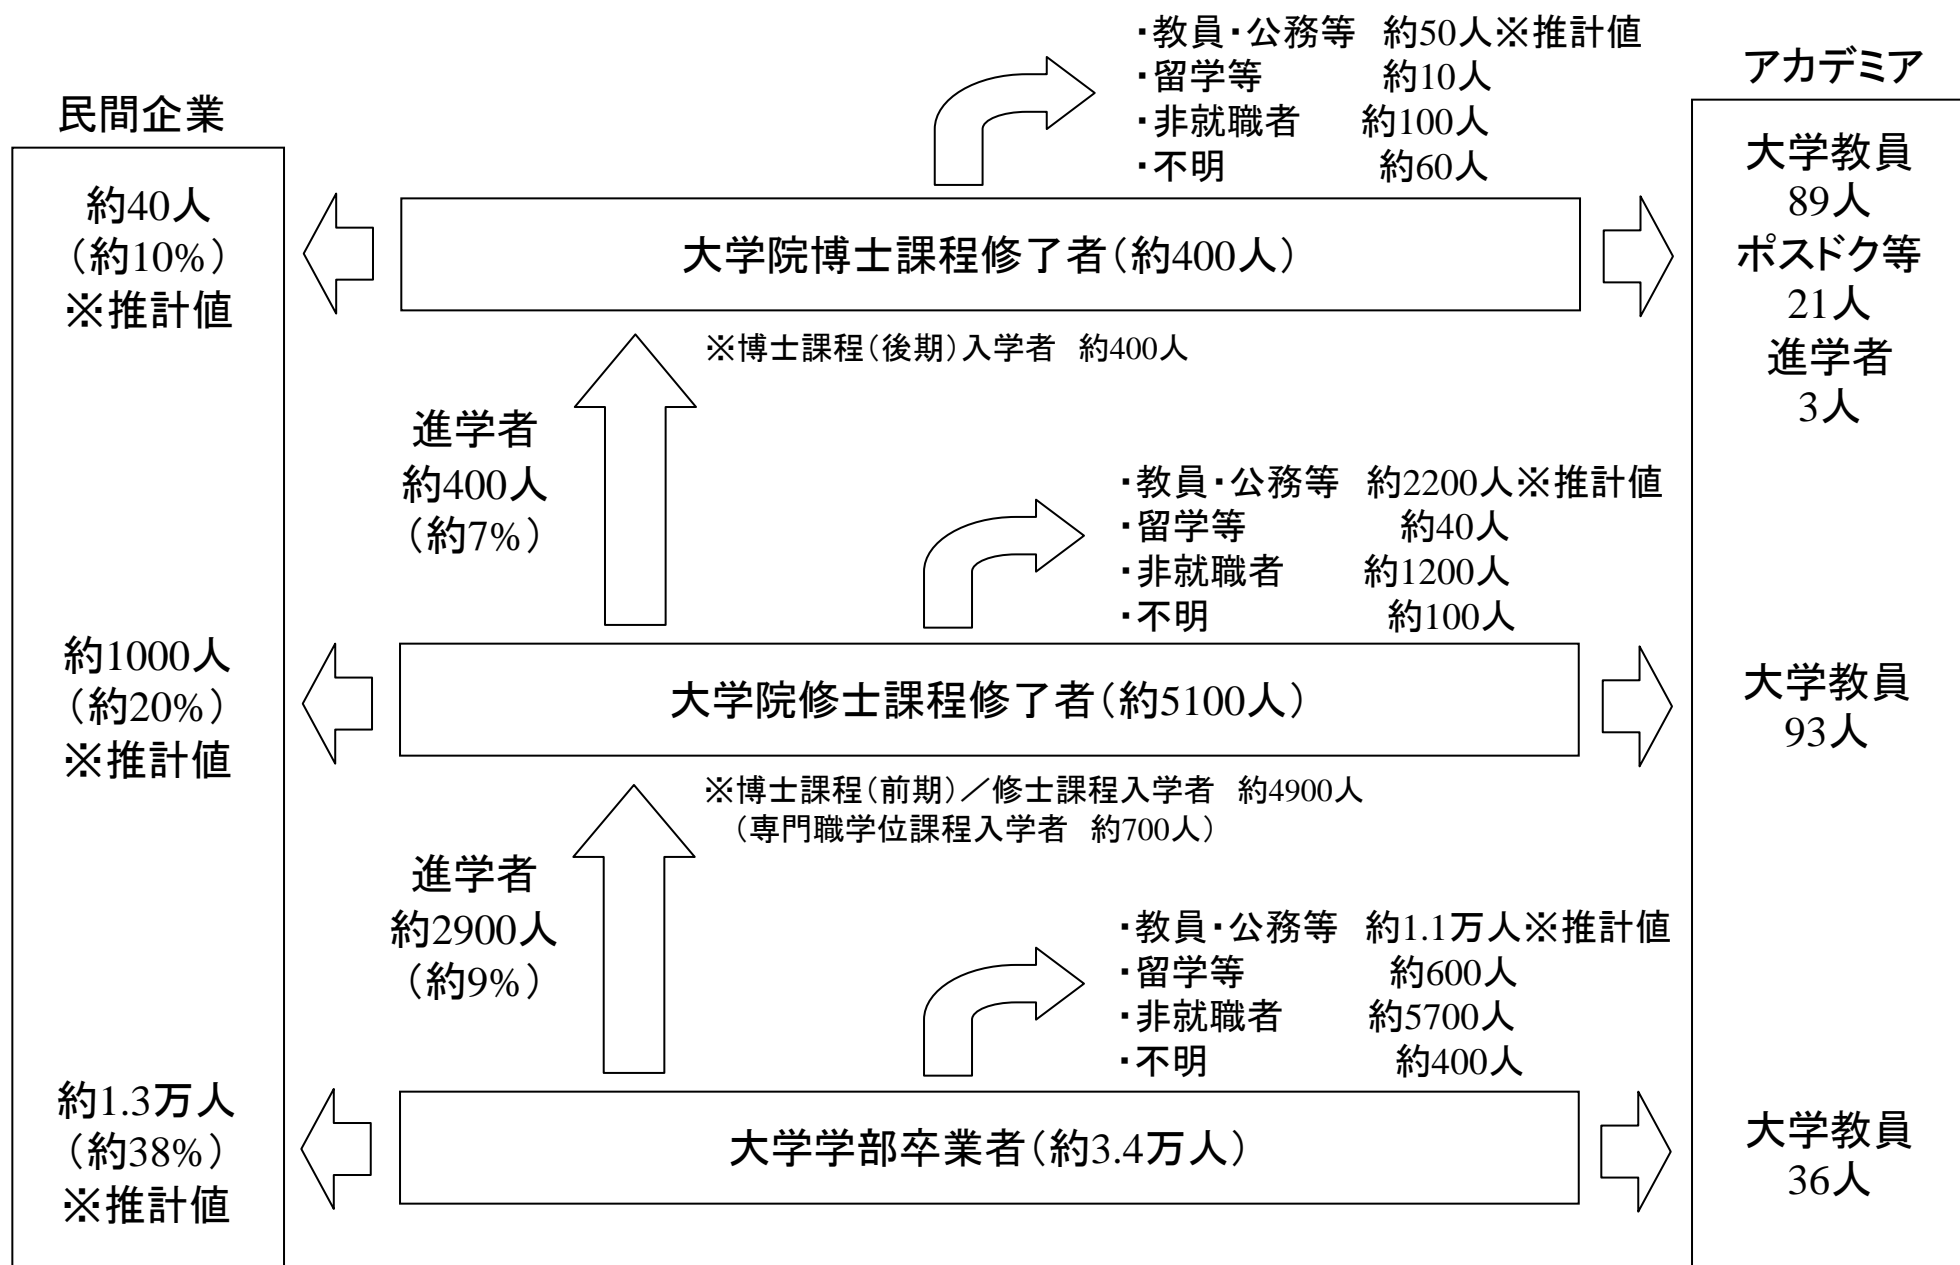 ・教員・公務等　約50人※推計値
・留学等　約10人
・非就職者　約100人
・不明　約60人
アカデミア
民間企業
約40人
（約10%）
※推計値
大学院博士課程修了者（約400人）
大学教員
89人
ポスドク等
21人
進学者
3人
※博士課程（後期）入学者　約400人
進学者
約400人
（約7%）
・教員・公務等　約2200人※推計値
・留学等　約40人
・非就職者　約1200人
・不明　約100人
約1000人
（約20%）
※推計値
大学院修士課程修了者（約5100人）
大学教員
93人
※博士課程（前期）／修士課程入学者　約4900人
（専門職学位課程入学者　約700人）
進学者
約2900人
（約9%）
・教員・公務等　約1.1万人※推計値
・留学等　約600人
・非就職者　約5700人
・不明　約400人
約1.3万人
（約38%）
※推計値
大学学部卒業者（約3.4万人）
大学教員
36人